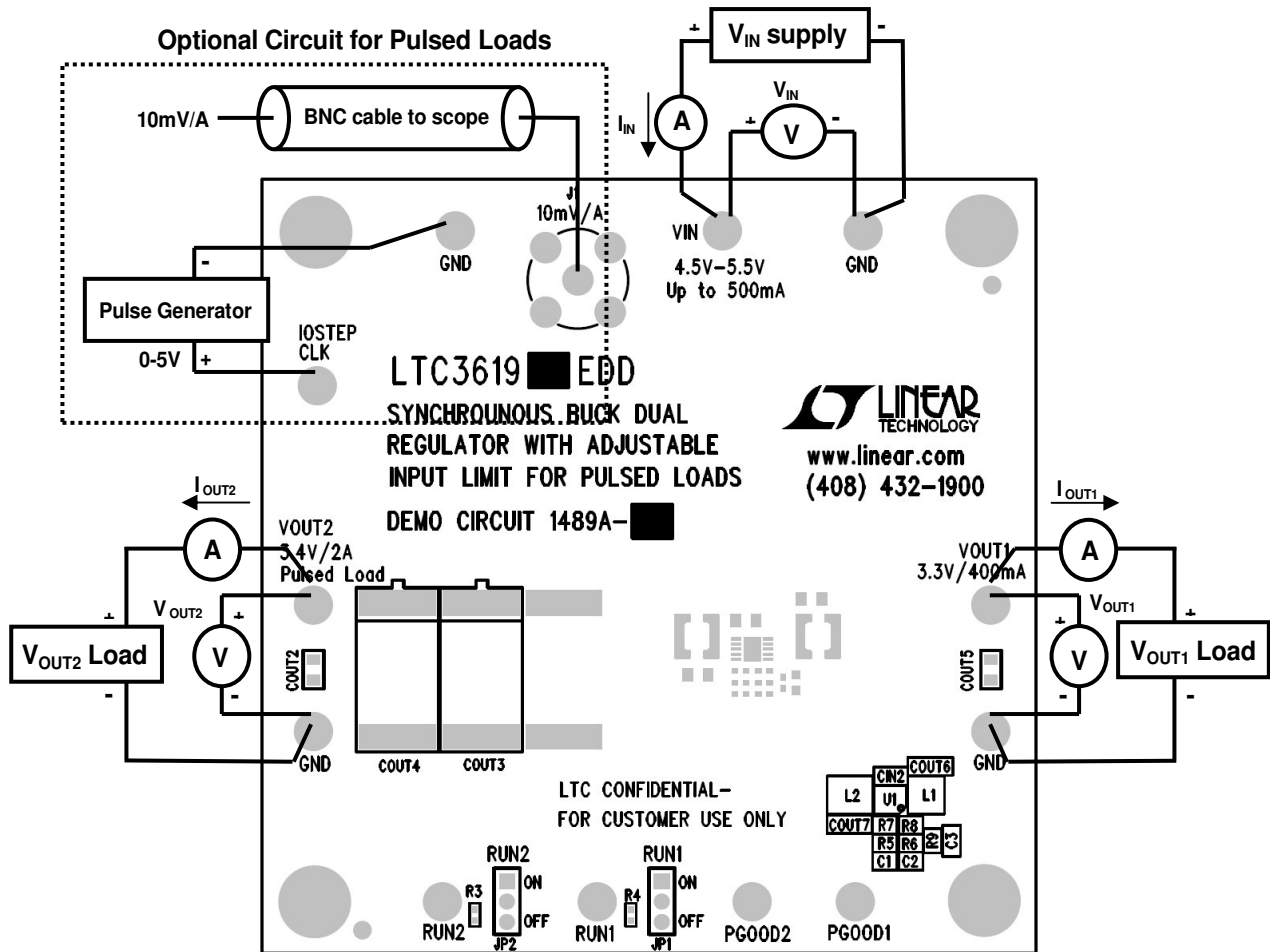 Optional Circuit for Pulsed Loads
10mV/A
BNC cable to scope
+ VIN supply -
IIN
A
VIN
+ V -
J1
10mV/A
VIN
GND
4.5V-5.5V
Up to 500mA
GND
-
Pulse Generator
0-5V +
IOSTEP
CLK
LTC3619 EDD
SYNCHROUNOUS BUCK DUAL
REGULATOR WITH ADJUSTABLE
INPUT LIMIT FOR PULSED LOADS
DEMO CIRCUIT 1489A-
LINEAR
TECHNOLOGY
www.linear.com
(408) 432-1900
IOUT2
A
VOUT2
3.4V/2A
Pulsed Load
VOUT2
+
V
-
+
VOUT2 Load
-
COUT2
GND
COUT4
COUT3
IOUT1
A
VOUT1
3.3V/400mA
VOUT1
+
V
-
+
VOUT1 Load
-
COUT5
GND
LTC CONFIDENTIAL-
FOR CUSTOMER USE ONLY
COUT6
CIN2
L2
U1
L1
COUT7
R7
R8
R5
R6
R9
C3
C1
C2
RUN2
ON
OFF
R3
RUN2
JP2
RUN1
ON
OFF
R4
RUN1
JP1
PGOOD2
PGOOD1